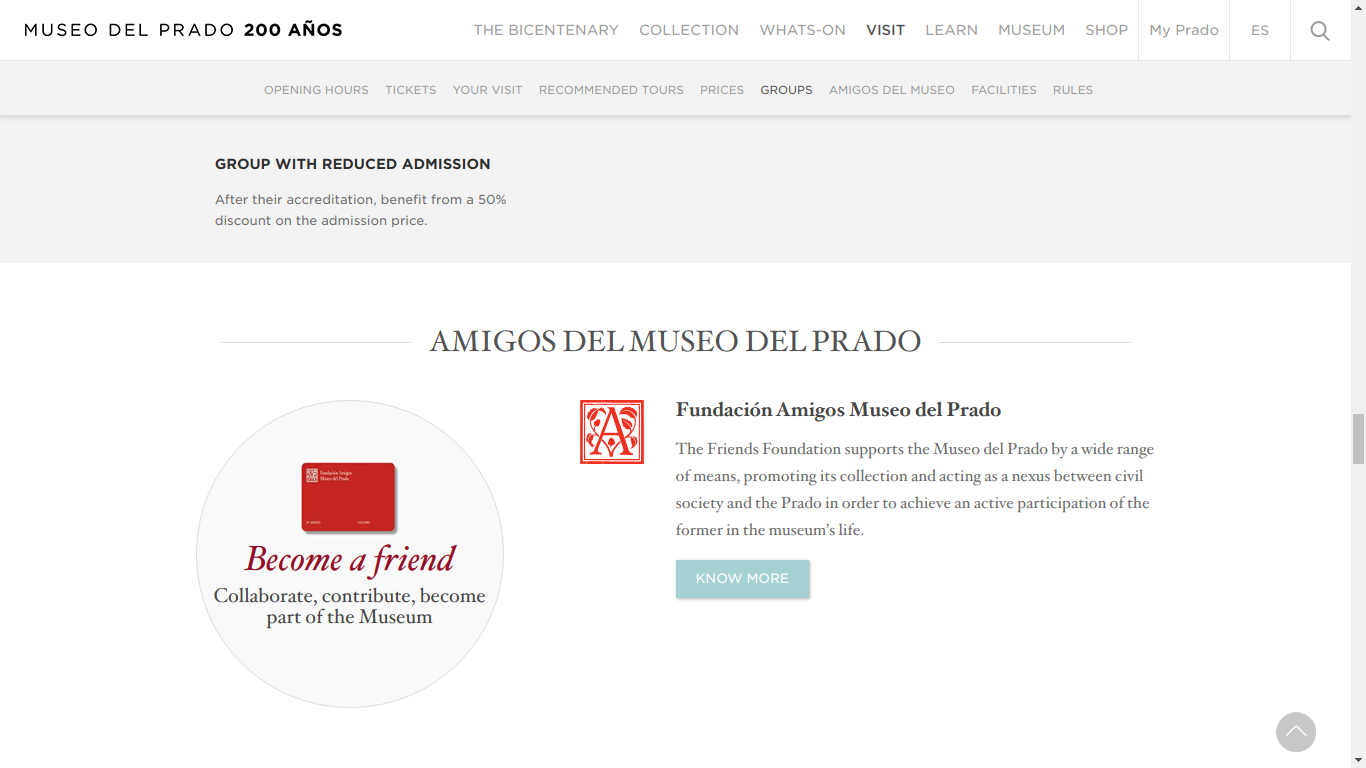 MUSEO DEL PRADO 200 AÑOS
THE BICENTENARY COLLECTION WHATS-ON VISIT LEARN MUSEUM SHOP My Prado ES
OPENING HOURS TICKETS YOUR VISIT RECOMMENDED TOURS PRICES GROUPS AMIGOS DEL MUSEO FACILITIES RULES
GROUP WITH REDUCED ADMISSION
After their accreditation, benefit from a 50%
discount on the admission price.
AMIGOS DEL MUSEO DEL PRADO
Fundación Amigos
Museo del Prado
Become a friend
Collaborate, contribute, become
part of the Museum
A
Fundación Amigos Museo del Prado
The Friends Foundation supports the Museo del Prado by a wide range
of means, promoting its collection and acting as a nexus between civil
society and the Prado in order to achieve an active participation of the
former in the museum's life.
KNOW MORE